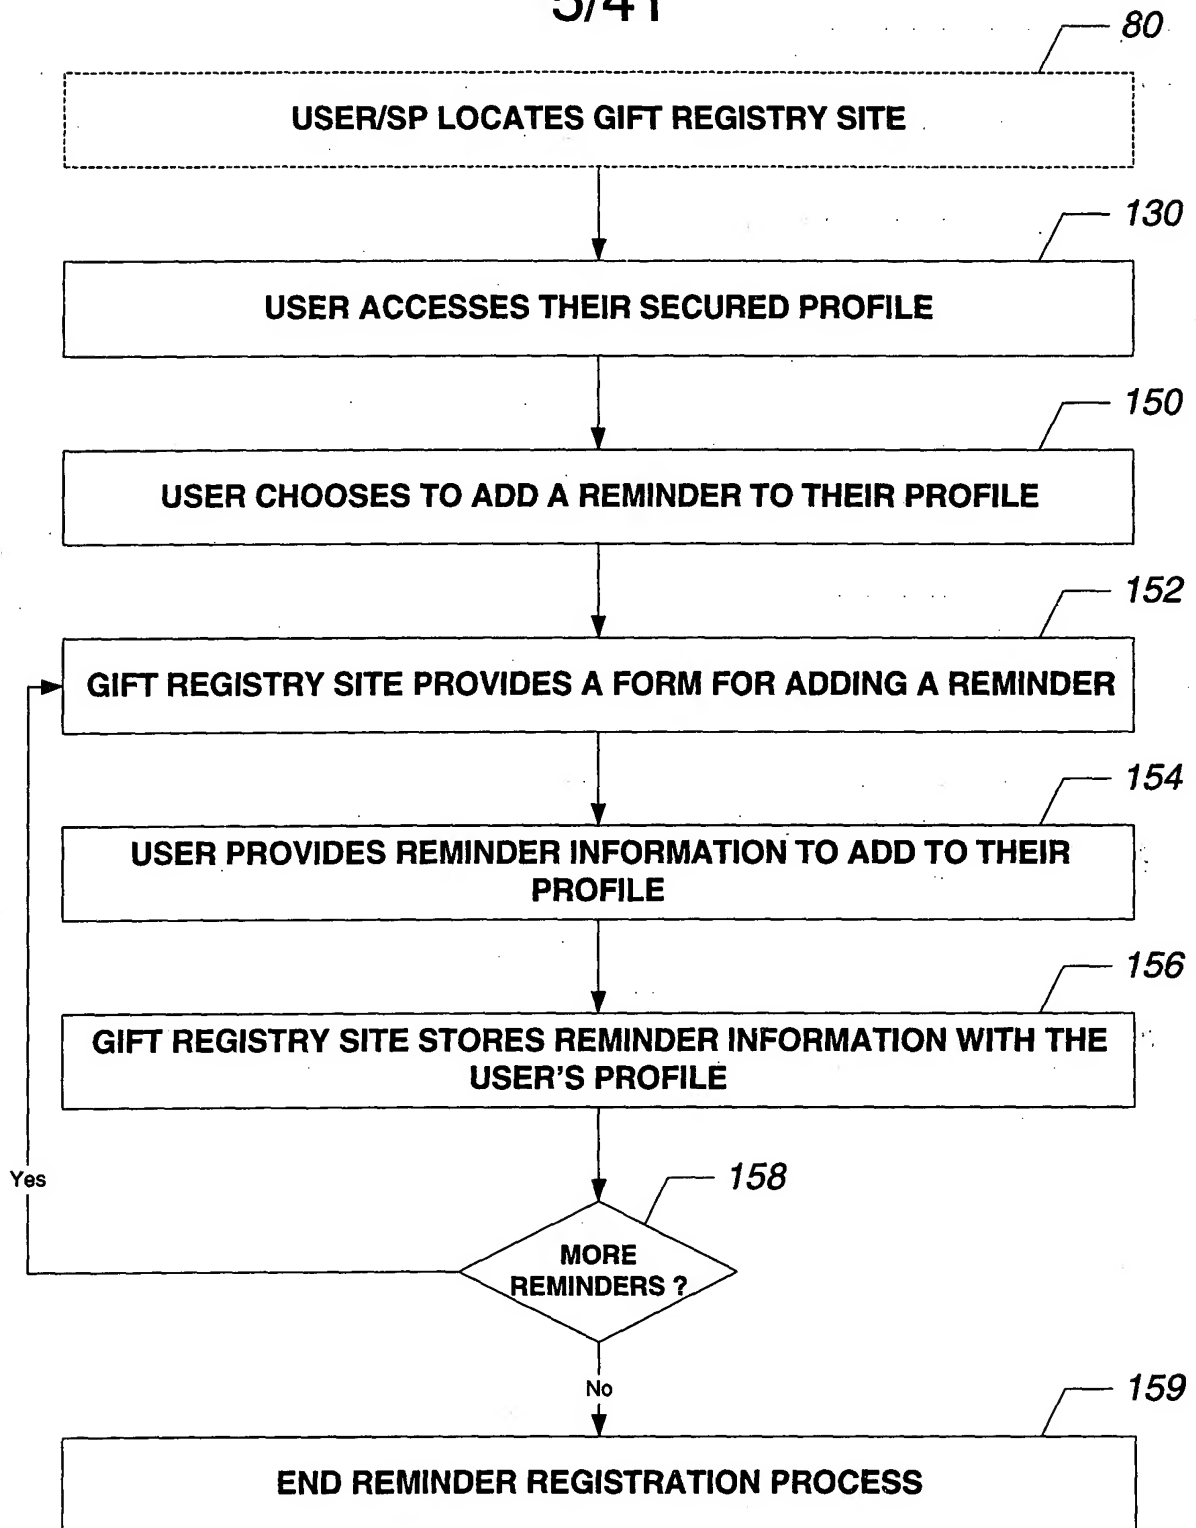 5/41
80
USER/SP LOCATES GIFT REGISTRY SITE
130
USER ACCESSES THEIR SECURED PROFILE
150
USER CHOOSES TO ADD A REMINDER TO THEIR PROFILE
152
GIFT REGISTRY SITE PROVIDES A FORM FOR ADDING A REMINDER
154
USER PROVIDES REMINDER INFORMATION TO ADD TO THEIR
PROFILE
156
GIFT REGISTRY SITE STORES REMINDER INFORMATION WITH THE
USER'S PROFILE
Yes
158
MORE
REMINDERS ?
No
159
END REMINDER REGISTRATION PROCESS